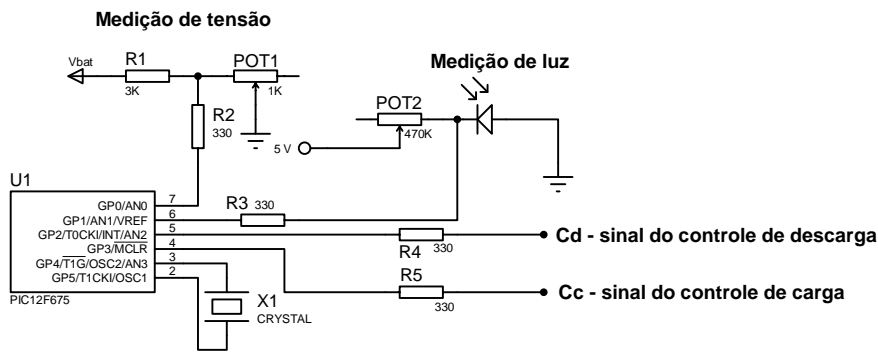 Medição de tensão
Vbat
R1
3K
POT1
1K
Medição de luz
R2
330
POT2
470K
5 V
U1
GP0/AN0
7
GP1/AN1/VREF
6
R3 330
GP2/T0CKI/INT/AN2
5
GP3/MCLR
4
GP4/T1G/OSC2/AN3
3
GP5/T1CKI/OSC1
2
PIC12F675
R4
330
Cd - sinal do controle de descarga
R5
330
Cc - sinal do controle de carga
X1
CRYSTAL